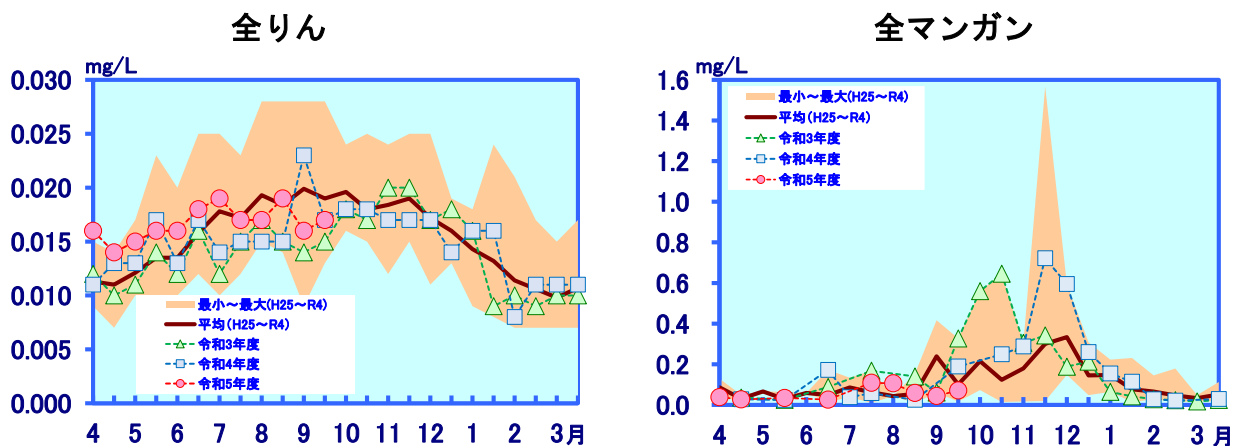 全りん
mg/L
0.030
0.025
0.020
0.015
0.010
0.005
0.000
最小～最大(H25～R4)
平均(H25～R4)
令和3年度
令和4年度
令和5年度
4 5 6 7 8 9 10 11 12 1 2 3月
全マンガン
mg/L
1.6
1.4
1.2
1.0
0.8
0.6
0.4
0.2
0.0
最小～最大(H25～R4)
平均(H25～R4)
令和3年度
令和4年度
令和5年度
4 5 6 7 8 9 10 11 12 1 2 3月